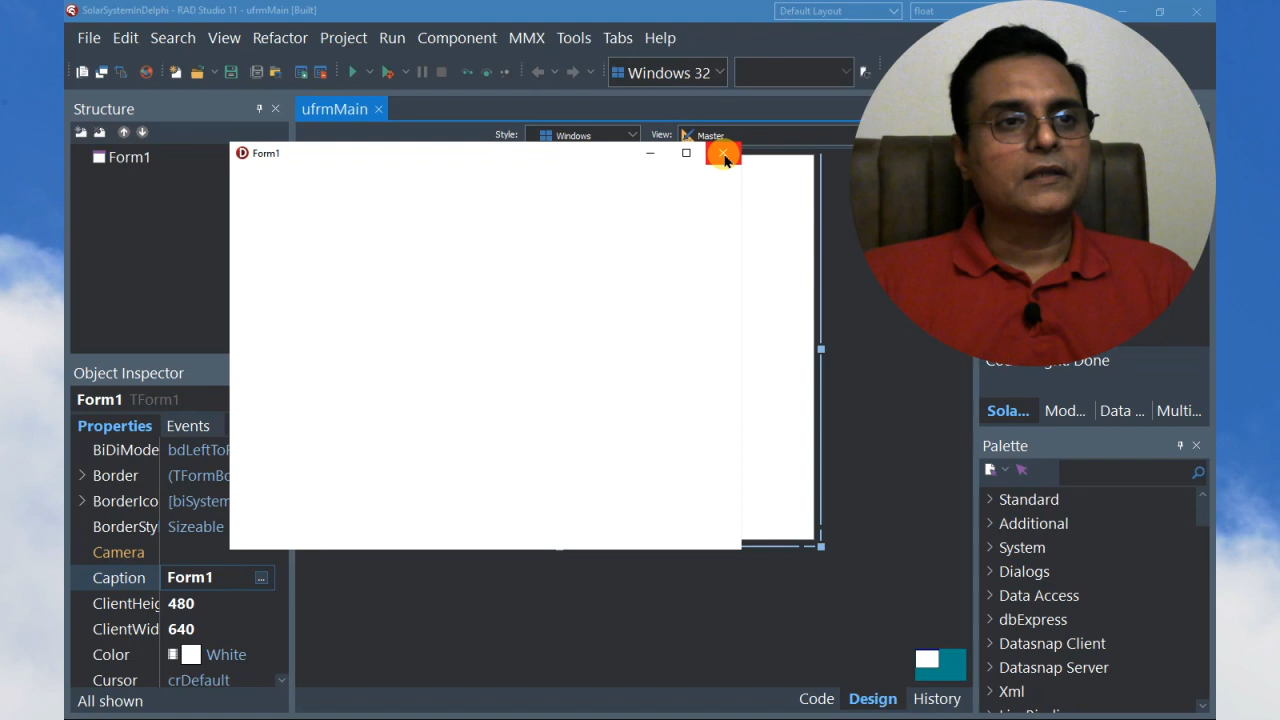 SolarSystemInDelphi - RAD Studio 11 - ufrmMain [Built]
Default Layout
float
File Edit Search View Refactor Project Run Component MMX Tools Tabs Help
Windows 32
Structure
ufrmMain
Style: Windows View: Master
Form1
Form1
Object Inspector
Form1 TForm1
Properties Events
BiDiMode bdLeftToR
Border (TFormBo
BorderIco [biSystem
BorderSty Sizeable
Camera
Caption Form1 ...
ClientHeig 480
ClientWid 640
Color White
Cursor crDefault
All shown
Code Design History
Done
Sola... Mod... Data ... Multi...
Palette
Standard
Additional
System
Dialogs
Data Access
dbExpress
Datasnap Client
Datasnap Server
Xml